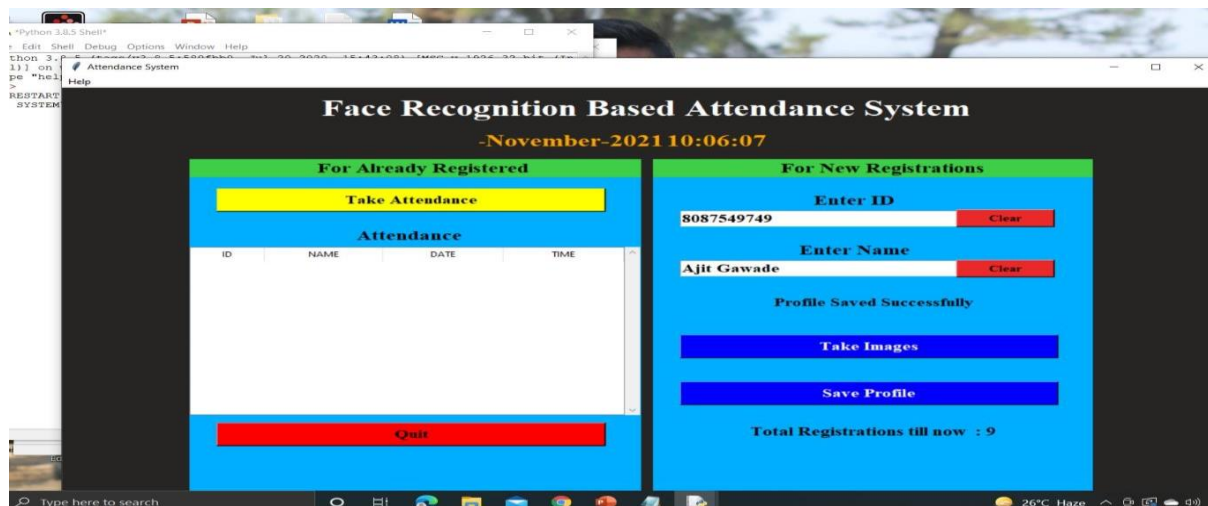 *Python 3.8.5 Shell*
Edit Shell Debug Options Window Help
Attendance System
Help
RESTART
SYSTEM
Face Recognition Based Attendance System
-November-2021 10:06:07
For Already Registered
Take Attendance
Attendance
ID NAME DATE TIME
Quit
For New Registrations
Enter ID
8087549749 Clear
Enter Name
Ajit Gawade Clear
Profile Saved Successfully
Take Images
Save Profile
Total Registrations till now : 9
Type here to search
26°C Haze